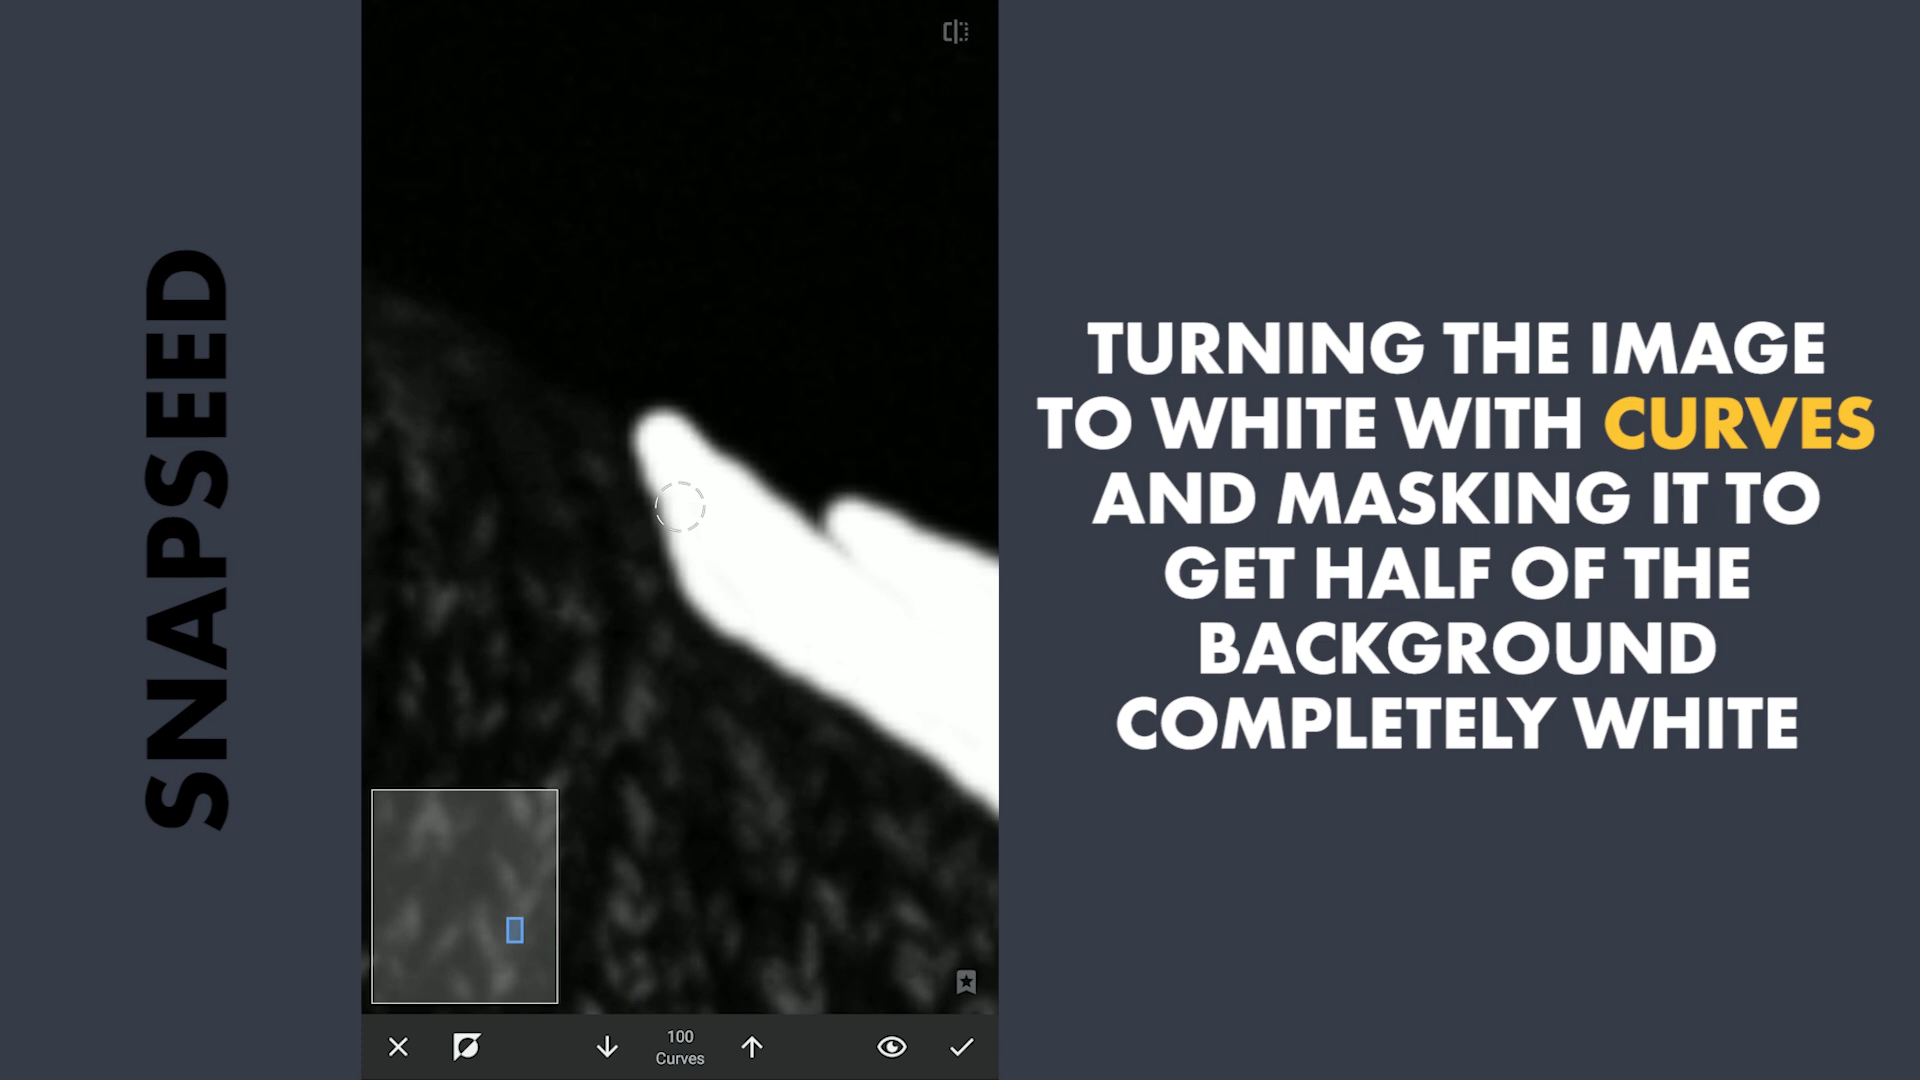 SNAPSEED
TURNING THE IMAGE
TO WHITE WITH CURVES
AND MASKING IT TO
GET HALF OF THE
BACKGROUND
COMPLETELY WHITE
100
Curves